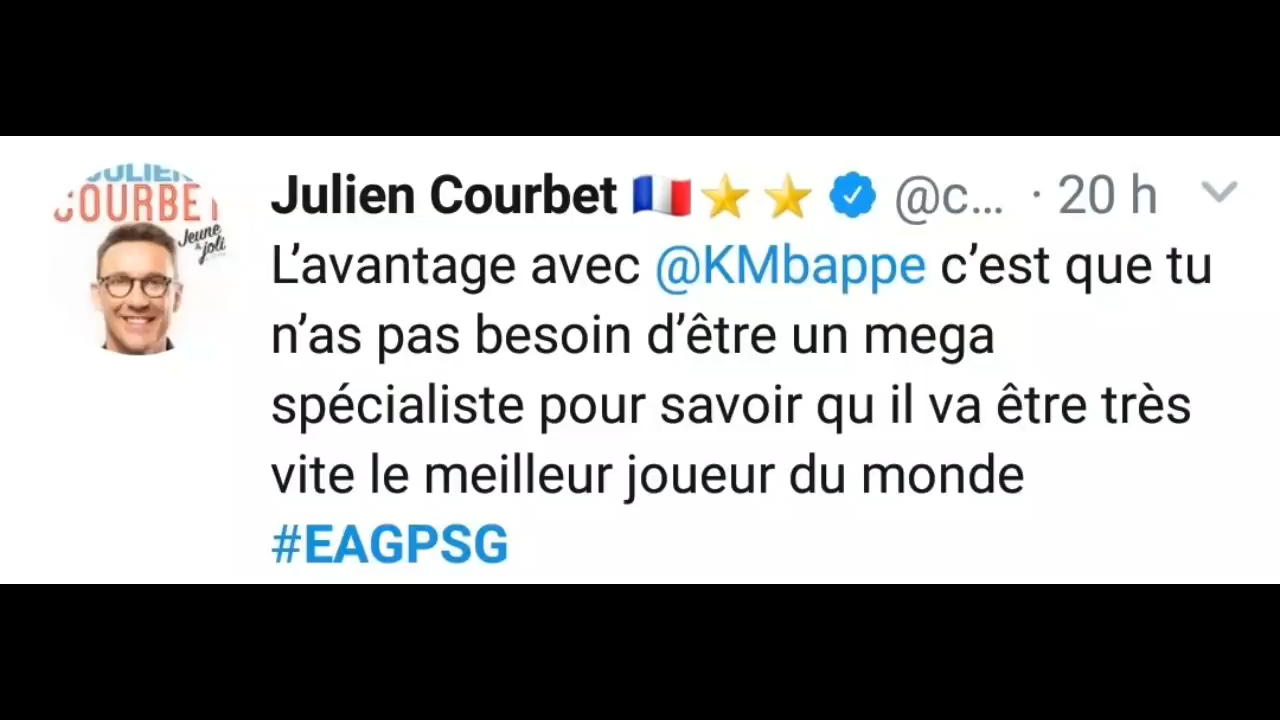 JULIEN
COURBET
Jeune
& joli
Julien Courbet 🇫🇷⭐⭐ @c... · 20 h
L’avantage avec @KMbappe c’est que tu
n’as pas besoin d’être un mega
spécialiste pour savoir qu il va être très
vite le meilleur joueur du monde
#EAGPSG